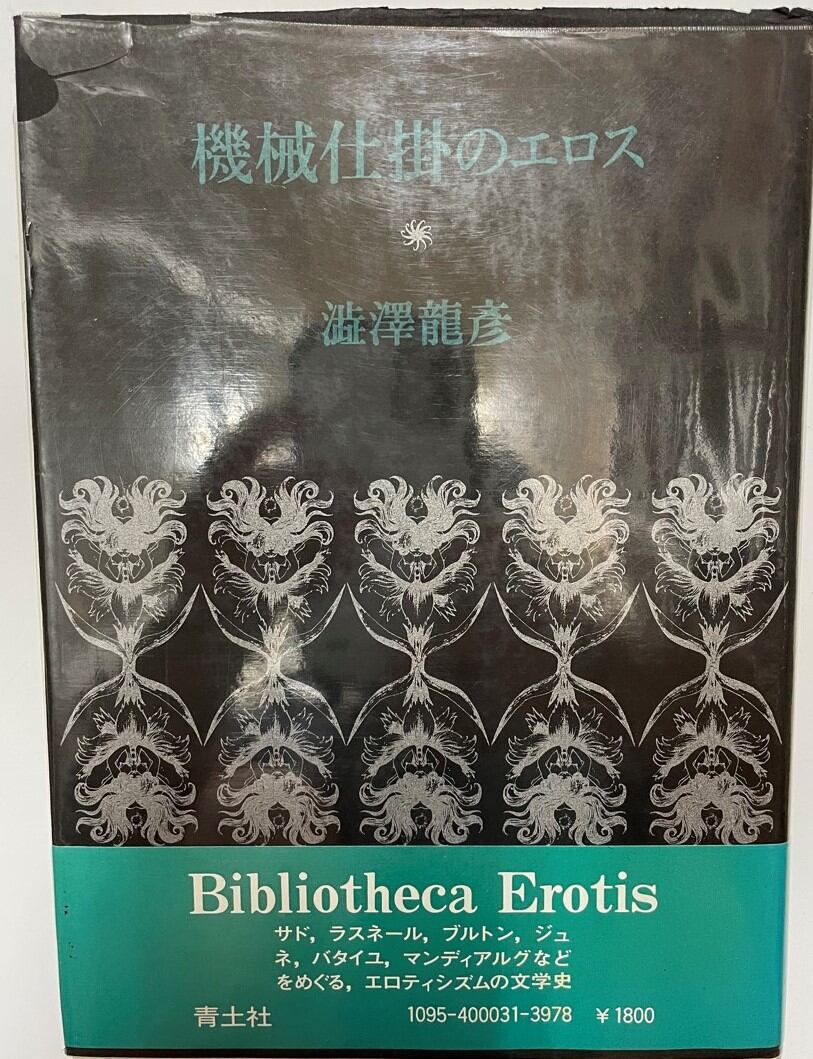 機械仕掛のエロス
澁澤龍彥
Bibliotheca Erotis
サド，ラスネール，ブルトン，ジュ
ネ，バタイユ，マンディアルグなど
をめぐる，エロティシズムの文学史
青土社 1095-400031-3978 ￥1800